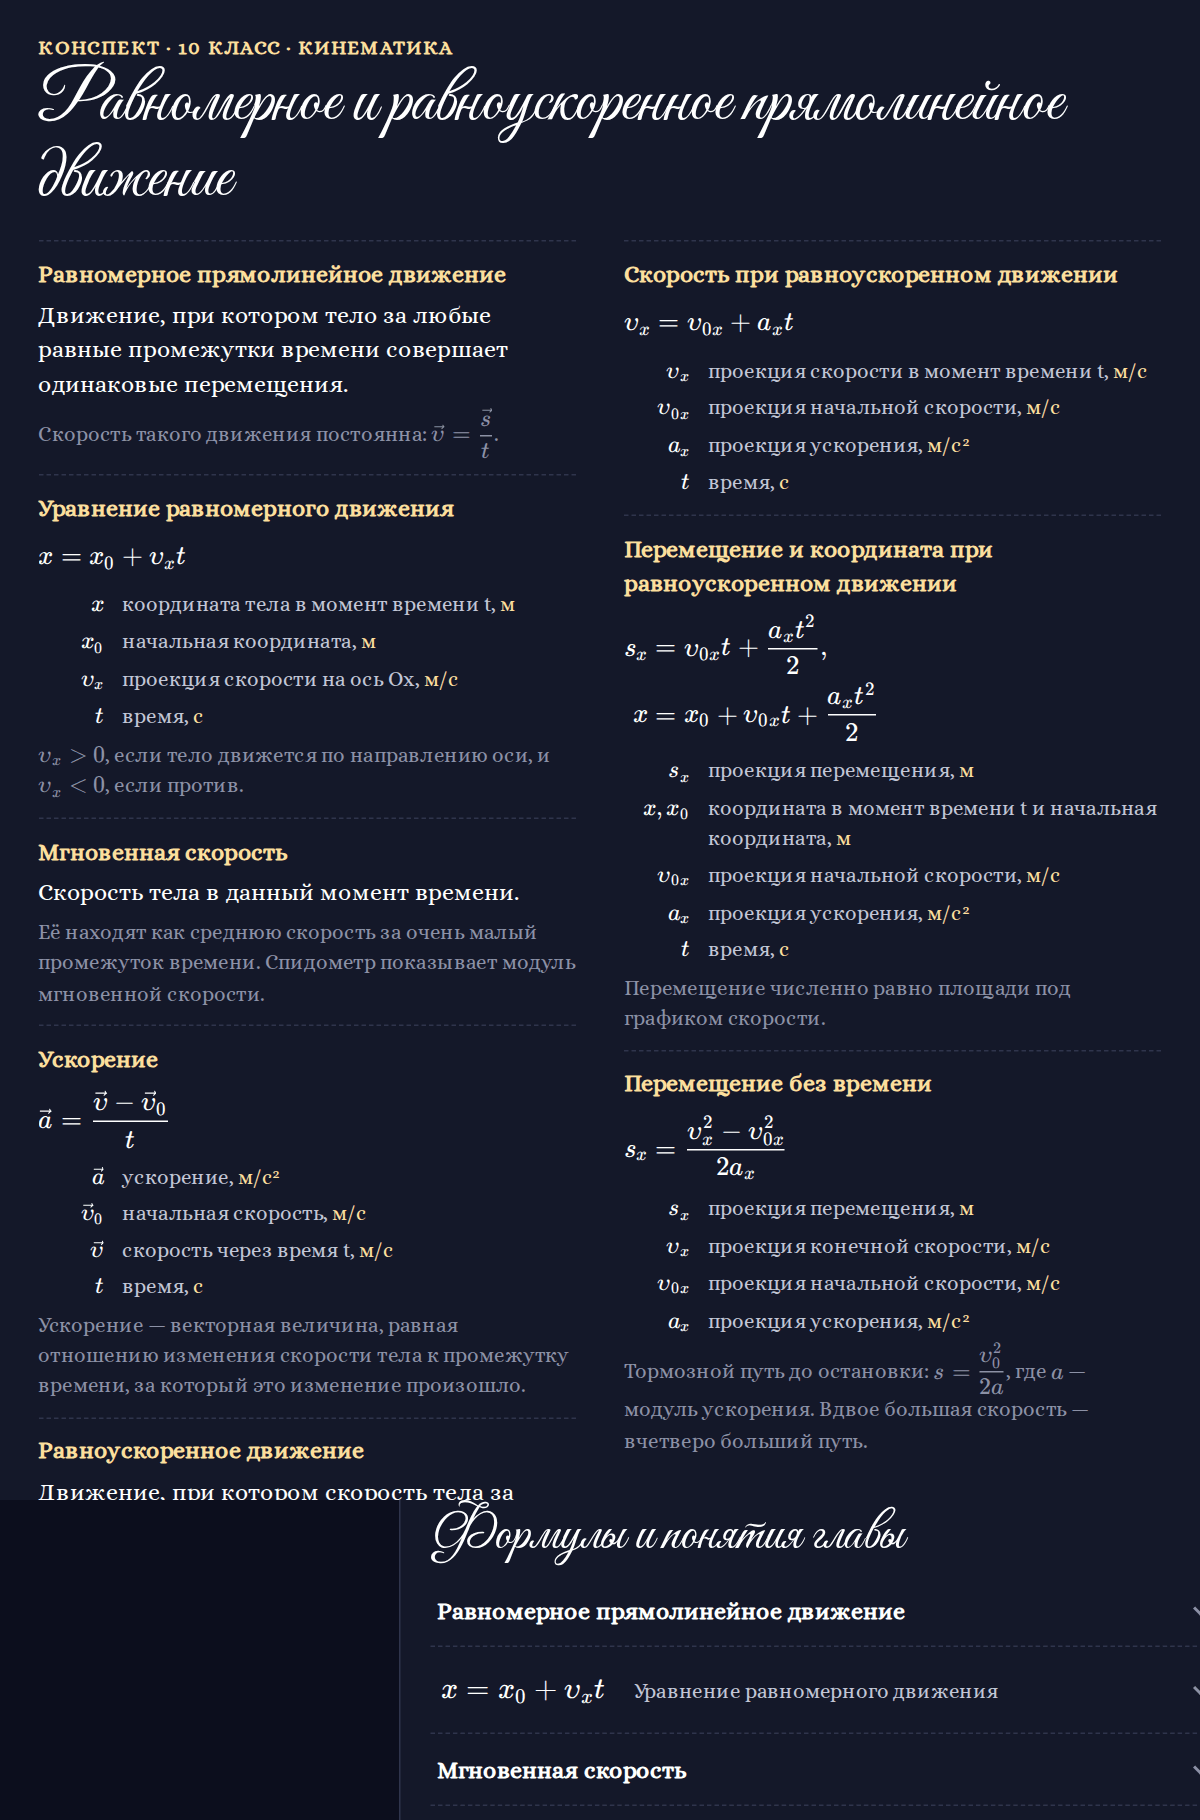 КОНСПЕКТ · 10 КЛАСС · КИНЕМАТИКА
Равномерное и равноускоренное прямолинейное
движение
Равномерное прямолинейное движение
Движение, при котором тело за любые
равные промежутки времени совершает
одинаковые перемещения.
Скорость такого движения постоянна: v⃗ = s⃗/t.
Уравнение равномерного движения
x = x₀ + vₓt
x координата тела в момент времени t, м
x₀ начальная координата, м
vₓ проекция скорости на ось Ox, м/с
t время, с
vₓ > 0, если тело движется по направлению оси, и
vₓ < 0, если против.
Мгновенная скорость
Скорость тела в данный момент времени.
Её находят как среднюю скорость за очень малый
промежуток времени. Спидометр показывает модуль
мгновенной скорости.
Ускорение
a⃗ = (v⃗ − v⃗₀)/t
a⃗ ускорение, м/с²
v⃗₀ начальная скорость, м/с
v⃗ скорость через время t, м/с
t время, с
Ускорение — векторная величина, равная
отношению изменения скорости тела к промежутку
времени, за который это изменение произошло.
Равноускоренное движение
Движение, при котором скорость тела за
Скорость при равноускоренном движении
vₓ = v₀ₓ + aₓt
vₓ проекция скорости в момент времени t, м/с
v₀ₓ проекция начальной скорости, м/с
aₓ проекция ускорения, м/с²
t время, с
Перемещение и координата при
равноускоренном движении
sₓ = v₀ₓt + aₓt²/2,
x = x₀ + v₀ₓt + aₓt²/2
sₓ проекция перемещения, м
x, x₀ координата в момент времени t и начальная
координата, м
v₀ₓ проекция начальной скорости, м/с
aₓ проекция ускорения, м/с²
t время, с
Перемещение численно равно площади под
графиком скорости.
Перемещение без времени
sₓ = (vₓ² − v₀ₓ²)/2aₓ
sₓ проекция перемещения, м
vₓ проекция конечной скорости, м/с
v₀ₓ проекция начальной скорости, м/с
aₓ проекция ускорения, м/с²
Тормозной путь до остановки: s = v₀²/2a, где a —
модуль ускорения. Вдвое большая скорость —
вчетверо больший путь.
Формулы и понятия главы
Равномерное прямолинейное движение
x = x₀ + vₓt Уравнение равномерного движения
Мгновенная скорость